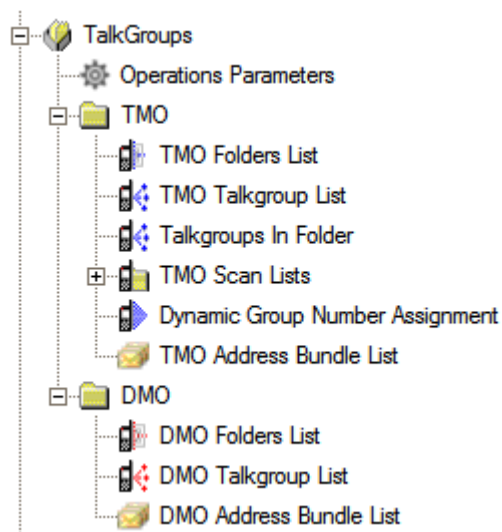 TalkGroups
Operations Parameters
TMO
TMO Folders List
TMO Talkgroup List
Talkgroups In Folder
TMO Scan Lists
Dynamic Group Number Assignment
TMO Address Bundle List
DMO
DMO Folders List
DMO Talkgroup List
DMO Address Bundle List